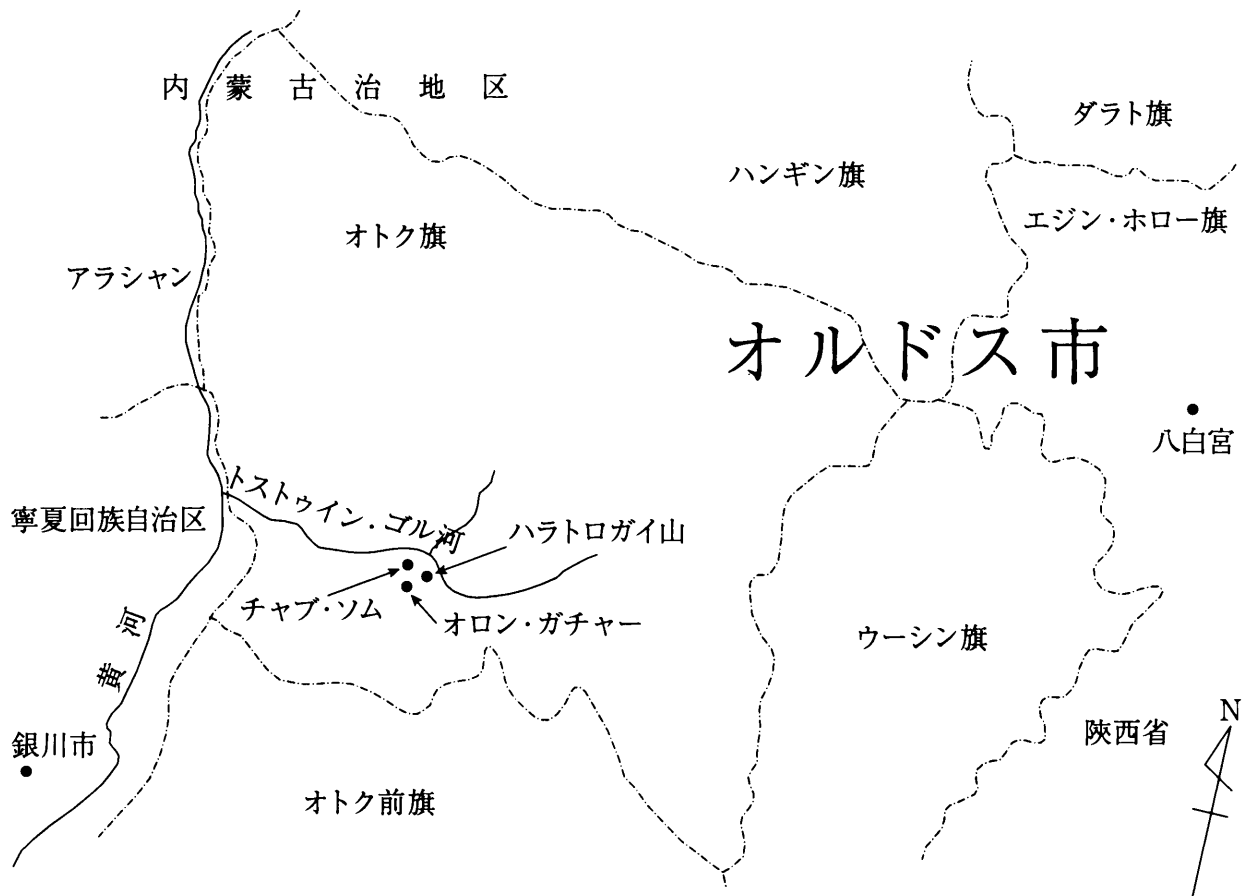 内蒙古治地区
ダラト旗
ハンギン旗
エジン・ホロー旗
オトク旗
アラシャン
オルドス市
八白宮
トストゥイン・ゴル河
寧夏回族自治区
ハラトロガイ山
チャブ・ソム
オロン・ガチャー
ウーシン旗
黄河
N
陝西省
銀川市
オトク前旗